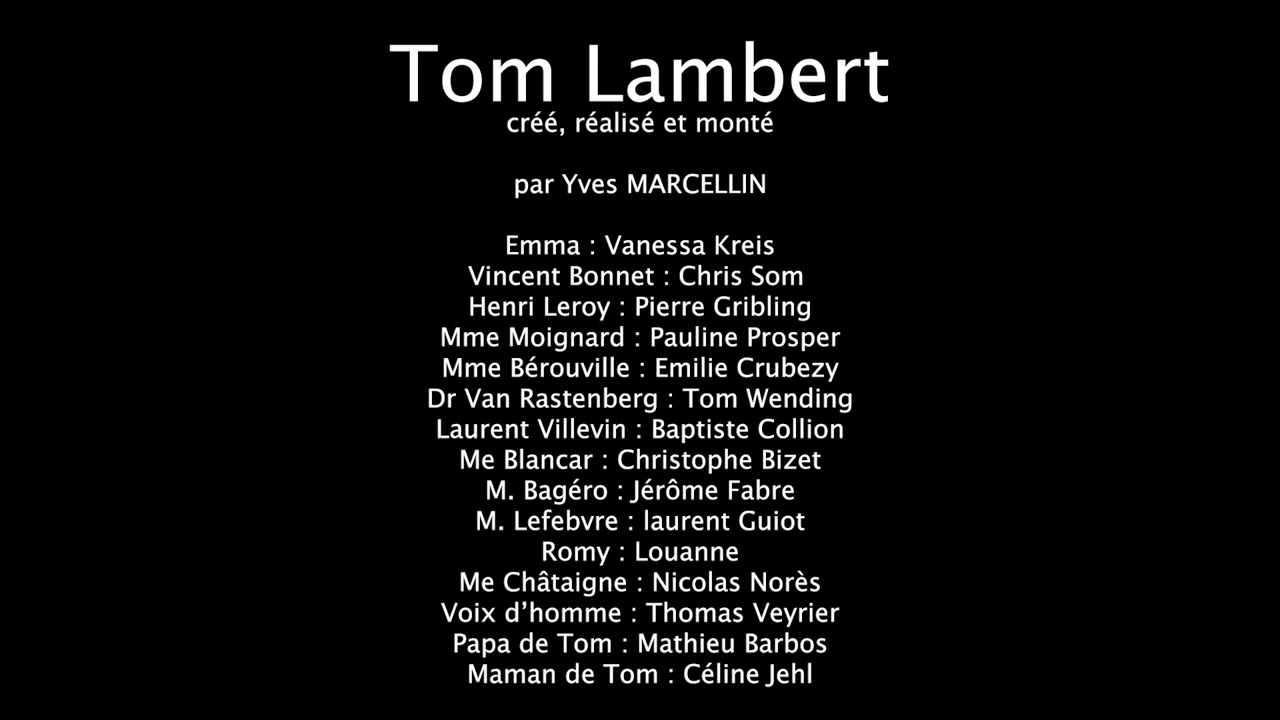 Tom Lambert
créé, réalisé et monté
par Yves MARCELLIN
Emma : Vanessa Kreis
Vincent Bonnet : Chris Som
Henri Leroy : Pierre Gribling
Mme Moignard : Pauline Prosper
Mme Bérouville : Emilie Crubezy
Dr Van Rastenberg : Tom Wending
Laurent Villevin : Baptiste Collion
Me Blancar : Christophe Bizet
M. Bagéro : Jérôme Fabre
M. Lefebvre : laurent Guiot
Romy : Louanne
Me Châtaigne : Nicolas Norès
Voix d’homme : Thomas Veyrier
Papa de Tom : Mathieu Barbos
Maman de Tom : Céline Jehl